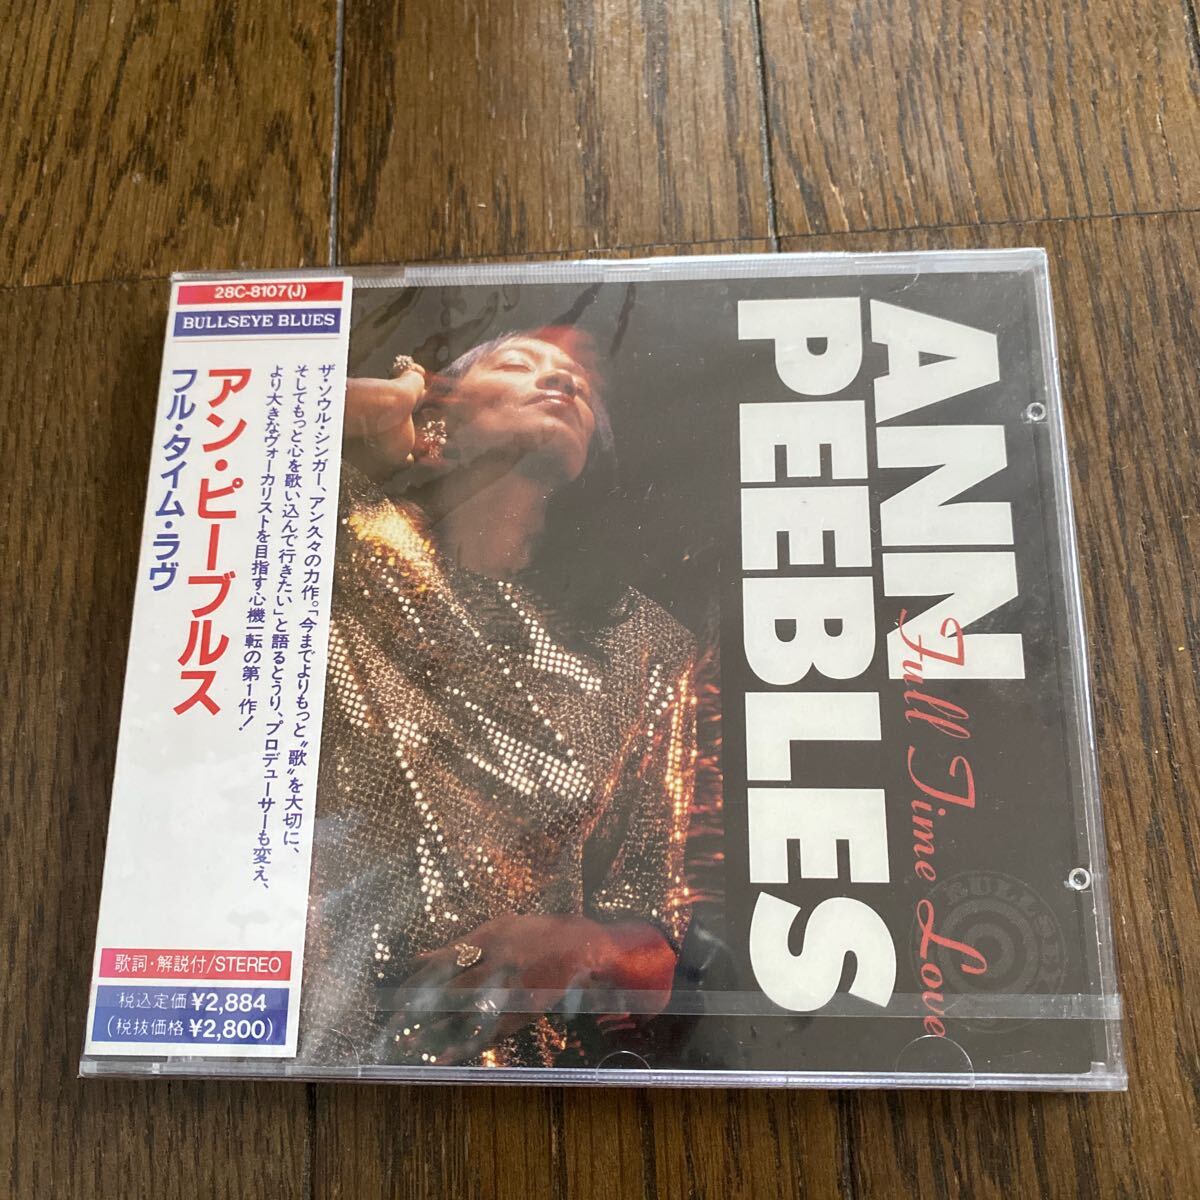 28C-8107(J)
BULLSEYE BLUES
ザ・ソウル・シンガー、アン久々の力作。「今までよりもっと“歌”を大切に、
そしてもっと心を歌い込んで行きたい」と語るとうり、プロデューサーも変え、
より大きなヴォーカリストを目指す心機一転の第1作！
アン・ピーブルス
フル・タイム・ラヴ
歌詞・解説付/STEREO
税込定価¥2,884
(税抜価格¥2,800)
ANN
PEEBLES
Full Time Love